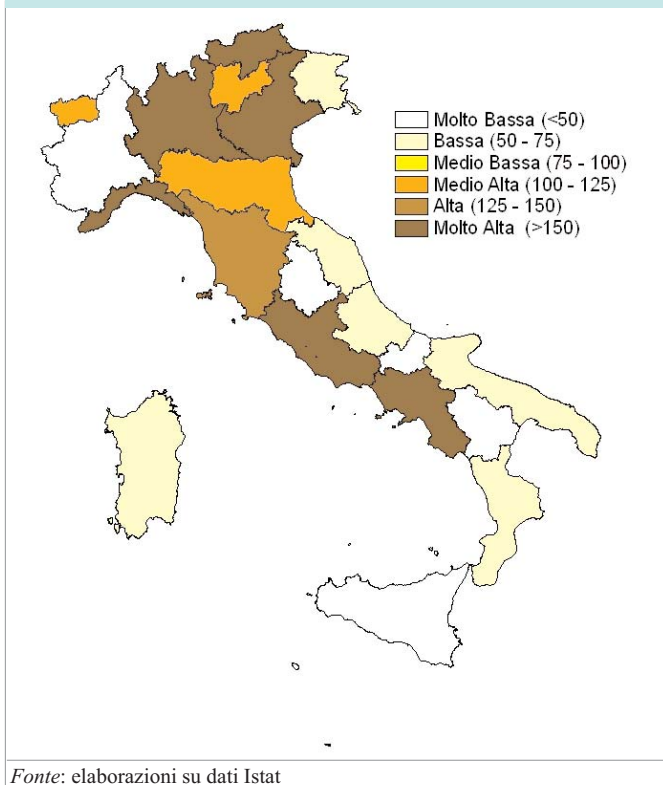 Molto Bassa (<50)
Bassa (50 - 75)
Medio Bassa (75 - 100)
Medio Alta (100 - 125)
Alta (125 - 150)
Molto Alta (>150)
Fonte: elaborazioni su dati Istat